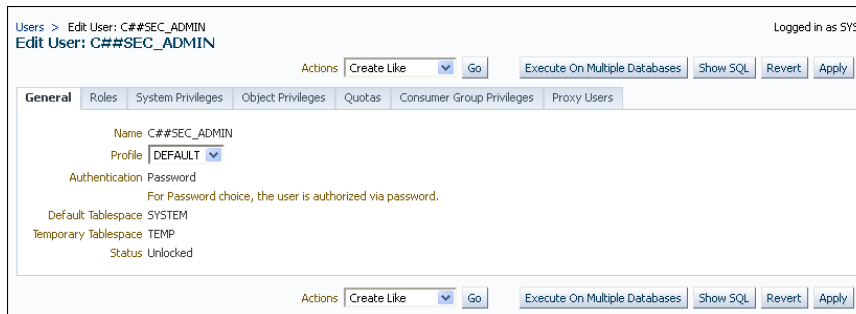 Users > Edit User: C##SEC_ADMIN
Logged in as SYS
Edit User: C##SEC_ADMIN
Actions Create Like Go Execute On Multiple Databases Show SQL Revert Apply
General Roles System Privileges Object Privileges Quotas Consumer Group Privileges Proxy Users
Name C##SEC_ADMIN
Profile DEFAULT
Authentication Password
For Password choice, the user is authorized via password.
Default Tablespace SYSTEM
Temporary Tablespace TEMP
Status Unlocked
Actions Create Like Go Execute On Multiple Databases Show SQL Revert Apply